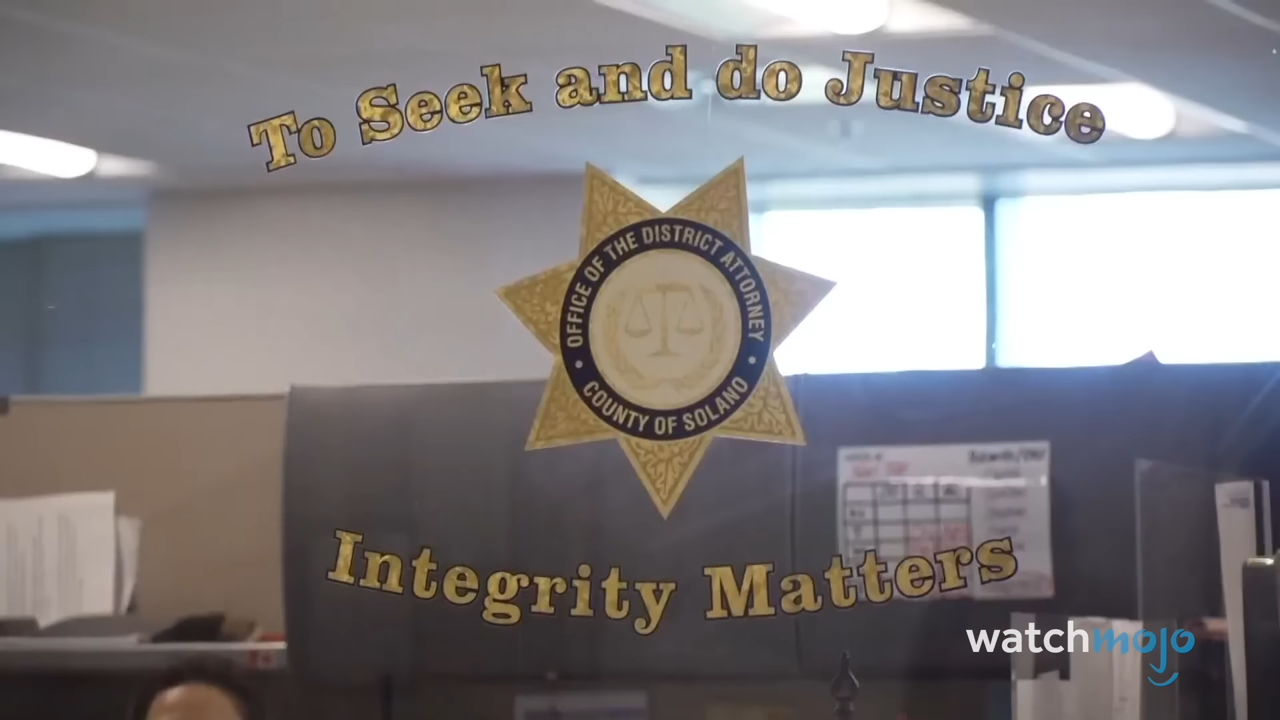 To Seek and do Justice
OFFICE OF THE DISTRICT ATTORNEY
• COUNTY OF SOLANO •
Integrity Matters
watchmojo